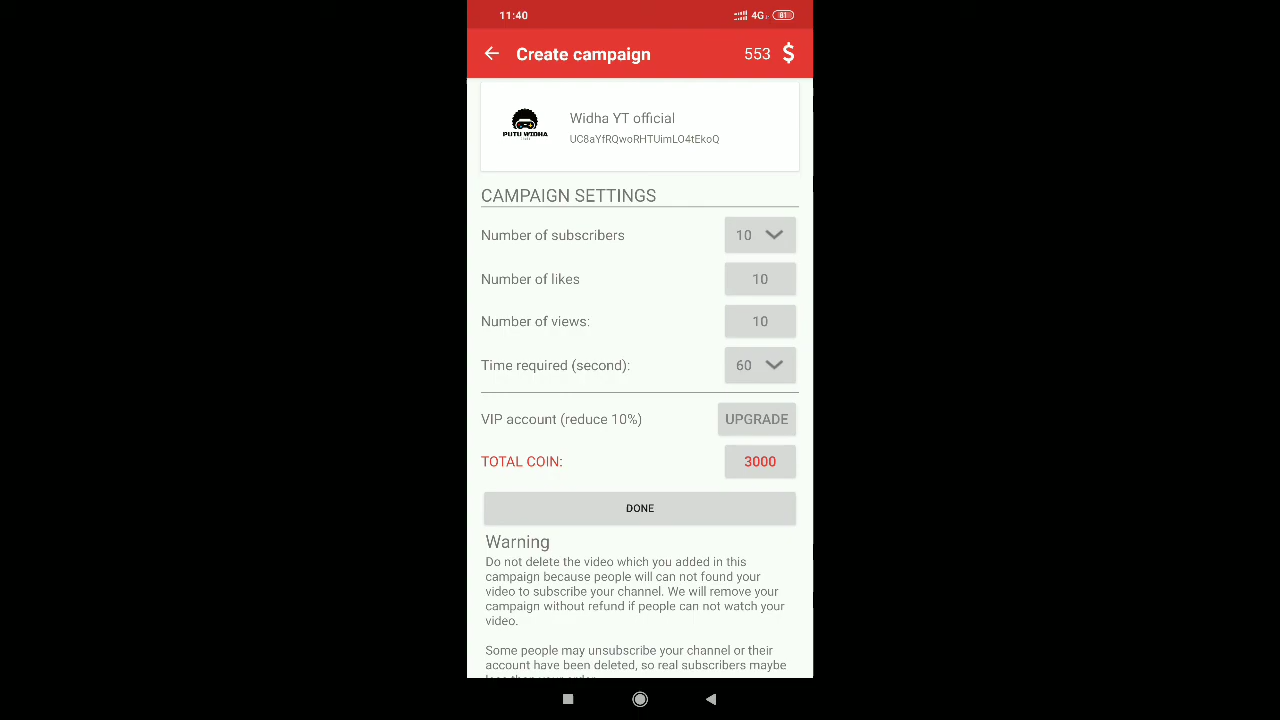 11:40
4G
81
Create campaign
553 $
PUTU WIDHA
Widha YT official
UC8aYfRQwoRHTUimLO4tEkoQ
CAMPAIGN SETTINGS
Number of subscribers
10
Number of likes
10
Number of views:
10
Time required (second):
60
VIP account (reduce 10%)
UPGRADE
TOTAL COIN:
3000
DONE
Warning
Do not delete the video which you added in this
campaign because people will can not found your
video to subscribe your channel. We will remove your
campaign without refund if people can not watch your
video.
Some people may unsubscribe your channel or their
account have been deleted, so real subscribers maybe